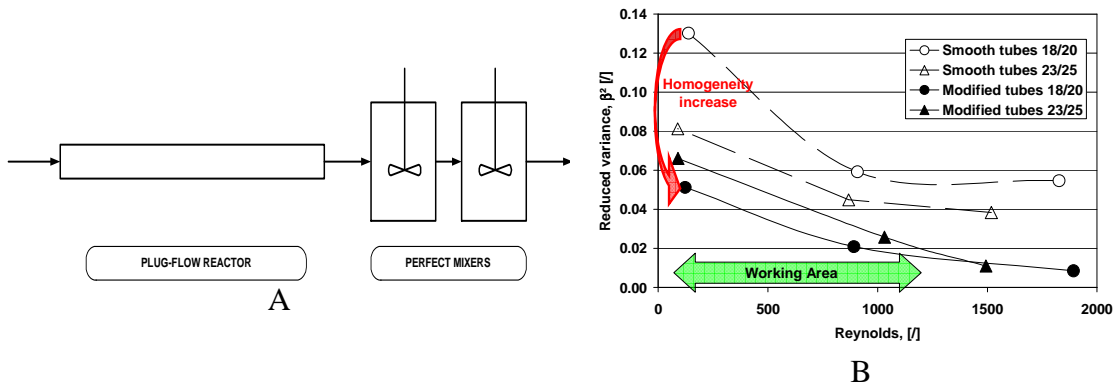 PLUG-FLOW REACTOR
PERFECT MIXERS
A
0.14
0.12
0.10
0.08
0.06
0.04
0.02
0.00
Reduced variance, β² [/]
Homogeneity
increase
Smooth tubes 18/20
Smooth tubes 23/25
Modified tubes 18/20
Modified tubes 23/25
Working Area
0 500 1000 1500 2000
Reynolds, [/]
B